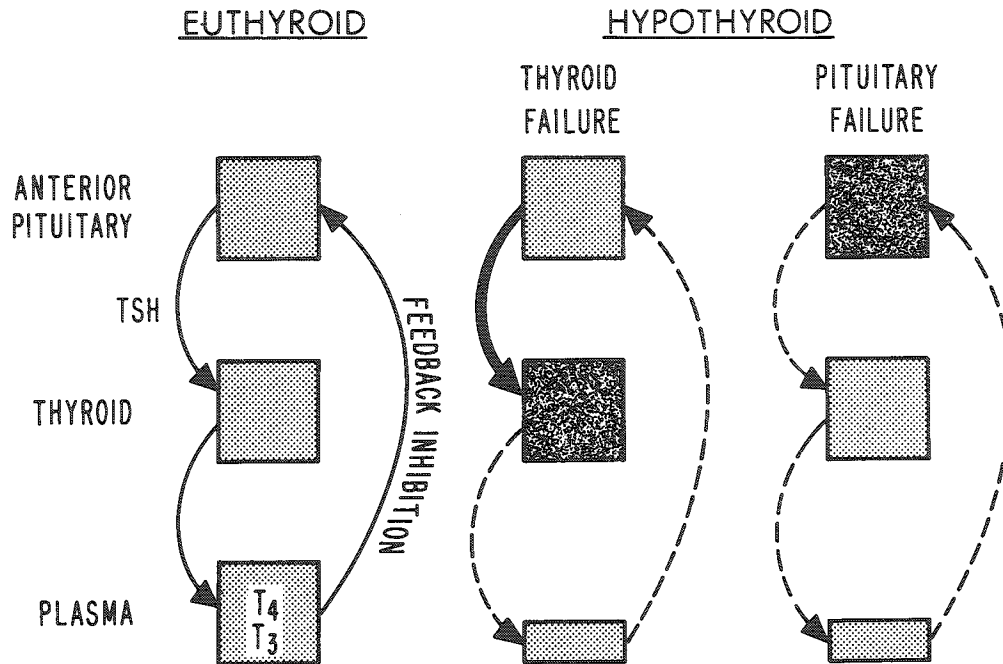 EUTHYROID
HYPOTHYROID
THYROID
FAILURE
PITUITARY
FAILURE
ANTERIOR
PITUITARY
TSH
THYROID
FEEDBACK INHIBITION
PLASMA
T4
T3